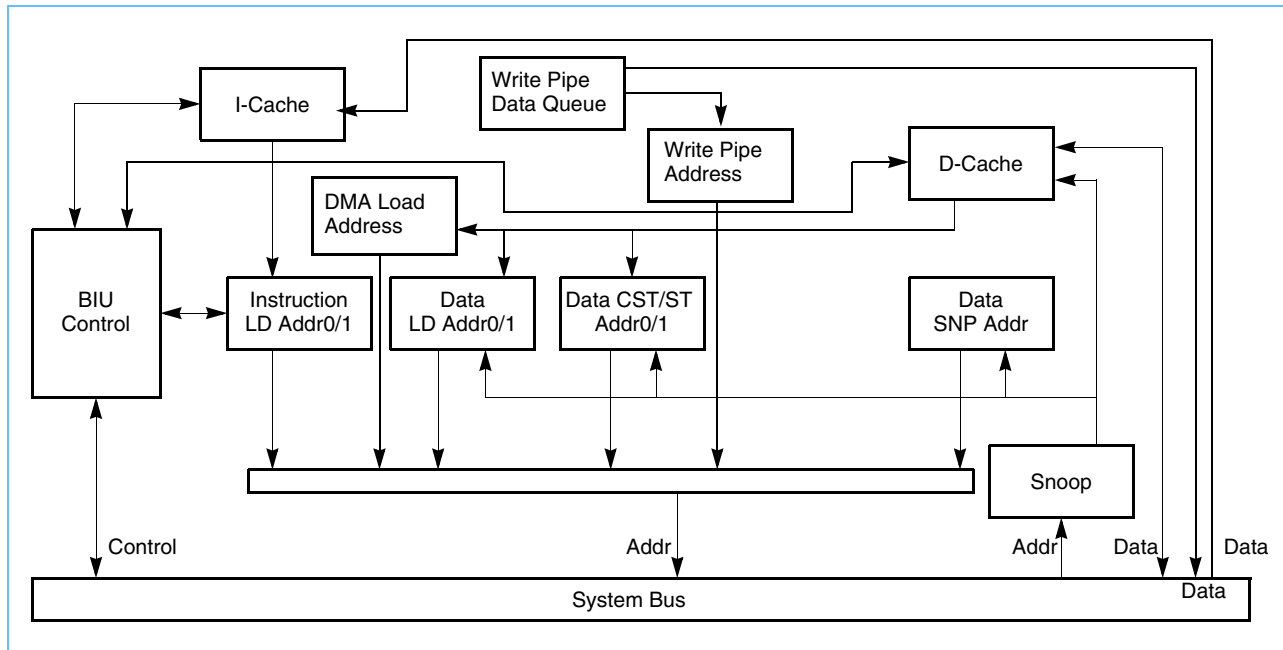 Write Pipe
Data Queue
I-Cache
Write Pipe
Address
D-Cache
DMA Load
Address
BIU
Control
Instruction
LD Addr0/1
Data
LD Addr0/1
Data CST/ST
Addr0/1
Data
SNP Addr
Snoop
Control
Addr
Addr
Data
Data
Data
System Bus